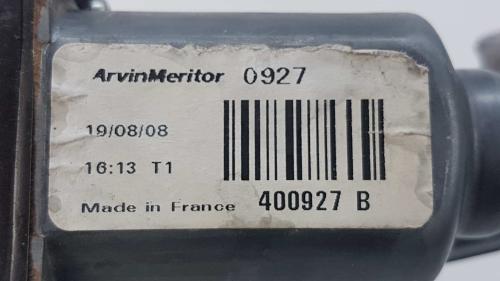 ArvinMeritor 0927
19/08/08
16:13 T1
Made in France 400927 B